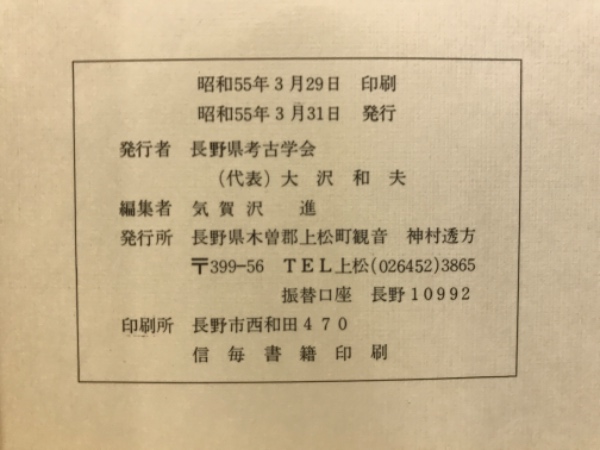 昭和55年3月29日 印刷
昭和55年3月31日 発行
発行者 長野県考古学会
(代表) 大沢和夫
編集者 気賀沢 進
発行所 長野県木曽郡上松町観音 神村透方
〒399-56 TEL上松(026452)3865
振替口座 長野10992
印刷所 長野市西和田470
信毎書籍印刷